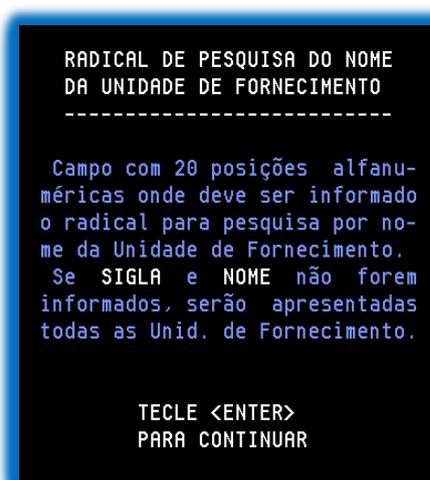 RADICAL DE PESQUISA DO NOME
DA UNIDADE DE FORNECIMENTO
---------------------------
Campo com 20 posições alfanu-
méricas onde deve ser informado
o radical para pesquisa por no-
me da Unidade de Fornecimento.
Se SIGLA e NOME não forem
informados, serão apresentadas
todas as Unid. de Fornecimento.
TECLE <ENTER>
PARA CONTINUAR